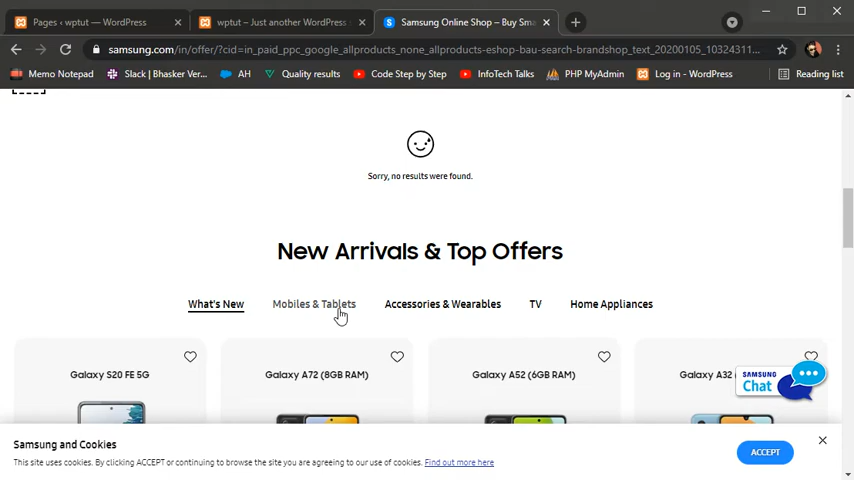 Pages ‹ wptut — WordPress
wptut – Just another WordPress
Samsung Online Shop – Buy Sma
samsung.com/in/offer/?cid=in_paid_ppc_google_allproducts_none_allproducts-eshop-bau-search-brandshop_text_20200105_10324311...
Memo Notepad
Slack | Bhasker Ver...
AH
Quality results
Code Step by Step
InfoTech Talks
PHP MyAdmin
Log in - WordPress
Reading list
Sorry, no results were found.
New Arrivals & Top Offers
What's New
Mobiles & Tablets
Accessories & Wearables
TV
Home Appliances
Galaxy S20 FE 5G
Galaxy A72 (8GB RAM)
Galaxy A52 (6GB RAM)
Galaxy A32
SAMSUNG
Chat
Samsung and Cookies
This site uses cookies. By clicking ACCEPT or continuing to browse the site you are agreeing to our use of cookies. Find out more here
ACCEPT